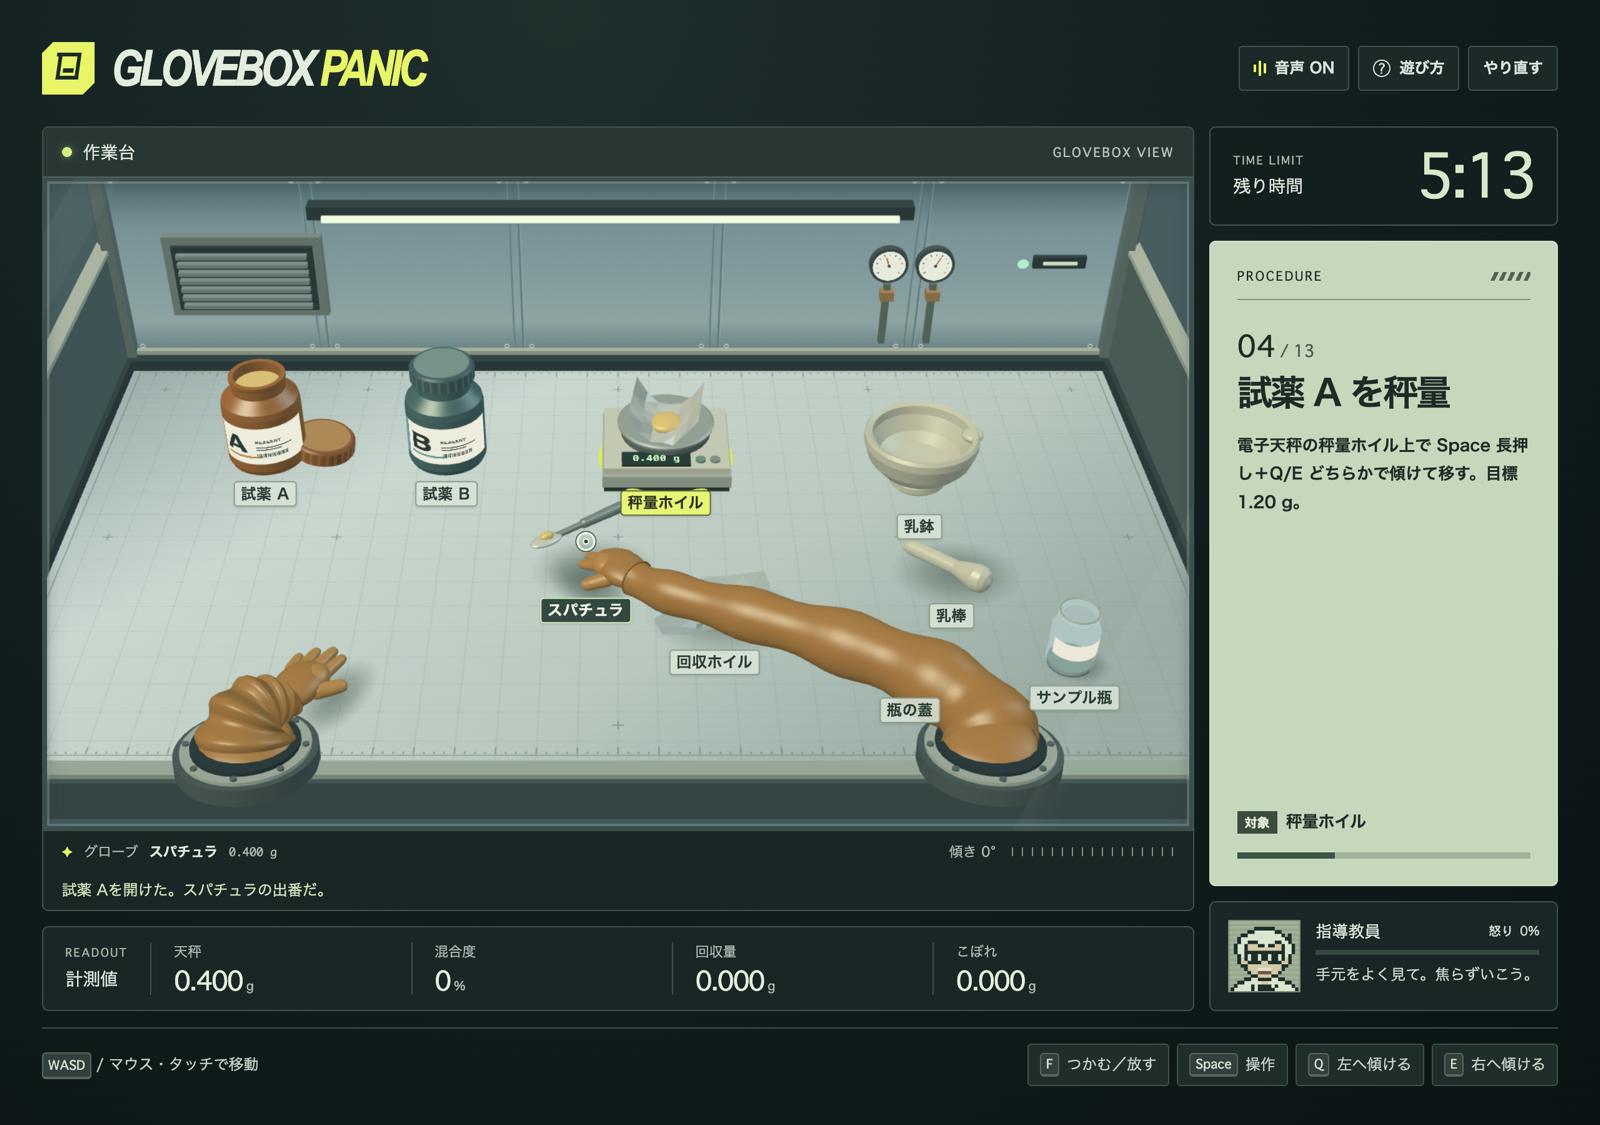 GLOVEBOX PANIC
音声 ON
? 遊び方
やり直す
作業台
GLOVEBOX VIEW
A
B
0.400 g
試薬 A
試薬 B
秤量ホイル
乳鉢
スパチュラ
乳棒
回収ホイル
サンプル瓶
瓶の蓋
グローブ スパチュラ 0.400 g
傾き 0°
試薬 Aを開けた。スパチュラの出番だ。
READOUT
計測値
天秤
0.400 g
混合度
0 %
回収量
0.000 g
こぼれ
0.000 g
TIME LIMIT
残り時間
5:13
PROCEDURE
04 / 13
試薬 A を秤量
電子天秤の秤量ホイル上で Space 長押
し+Q/E どちらかで傾けて移す。目標
1.20 g。
対象 秤量ホイル
指導教員
怒り 0%
手元をよく見て。焦らずいこう。
WASD / マウス・タッチで移動
F つかむ／放す
Space 操作
Q 左へ傾ける
E 右へ傾ける